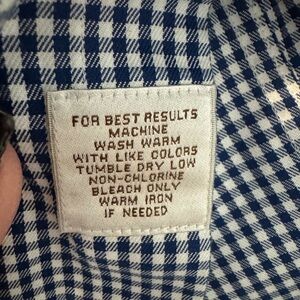 FOR BEST RESULTS
MACHINE
WASH WARM
WITH LIKE COLORS
TUMBLE DRY LOW
NON-CHLORINE
BLEACH ONLY
WARM IRON
IF NEEDED